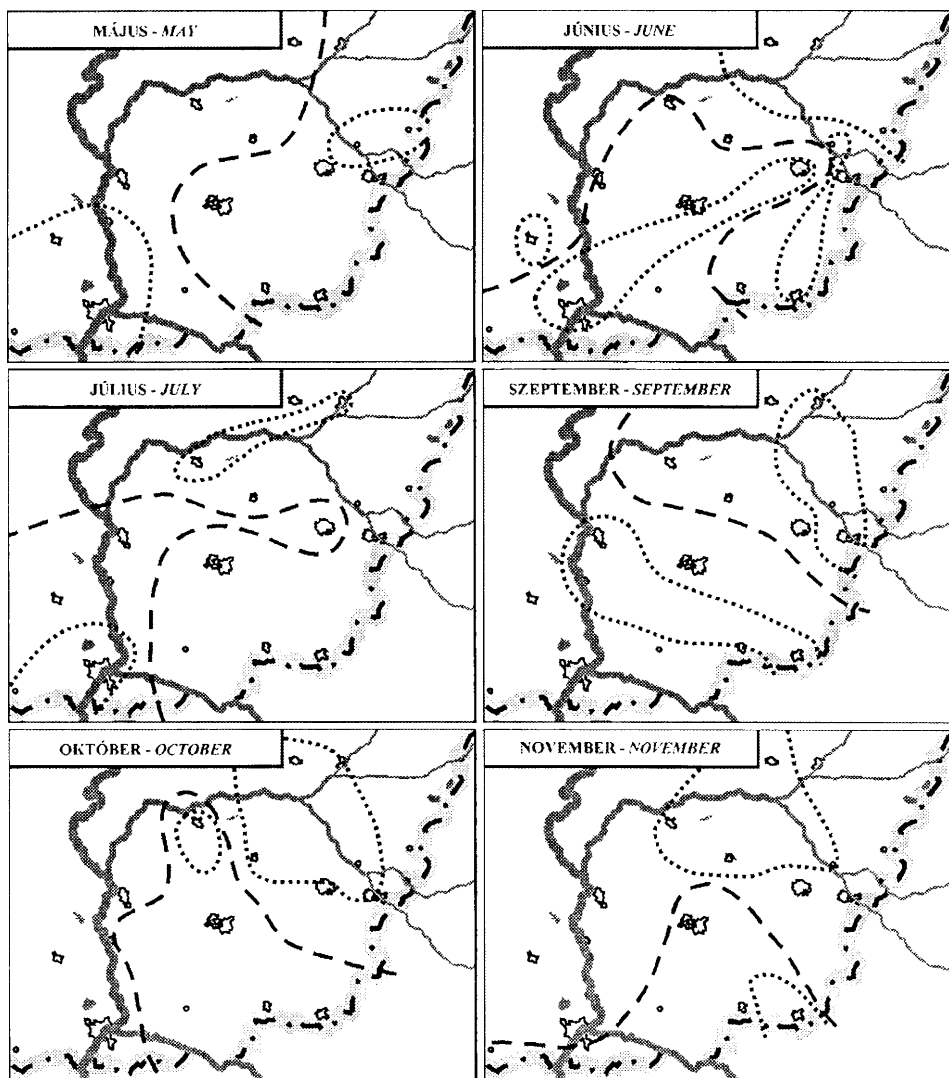 MÁJUS - MAY
JÚNIUS - JUNE
JÚLIUS - JULY
SZEPTEMBER - SEPTEMBER
OKTÓBER - OCTOBER
NOVEMBER - NOVEMBER